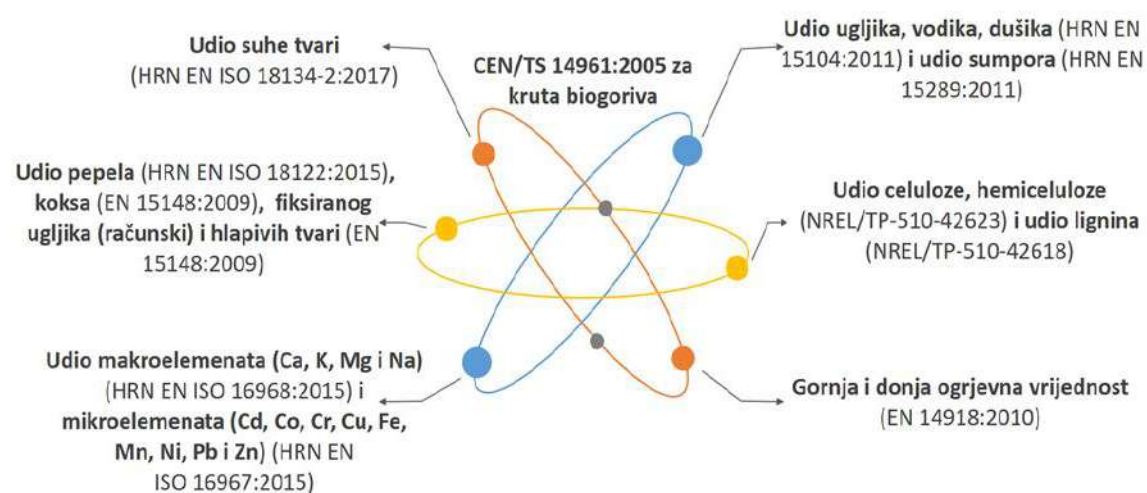 Udio suhe tvari
(HRN EN ISO 18134-2:2017)
CEN/TS 14961:2005 za
kruta biogoriva
Udio ugljika, vodika, dušika (HRN EN
15104:2011) i udio sumpora (HRN EN
15289:2011)
Udio pepela (HRN EN ISO 18122:2015),
koksa (EN 15148:2009), fiksiranog
ugljika (računski) i hlapivih tvari (EN
15148:2009)
Udio celuloze, hemiceluloze
(NREL/TP-510-42623) i udio lignina
(NREL/TP-510-42618)
Udio makroelemenata (Ca, K, Mg i Na)
(HRN EN ISO 16968:2015) i
mikroelemenata (Cd, Co, Cr, Cu, Fe,
Mn, Ni, Pb i Zn) (HRN EN
ISO 16967:2015)
Gornja i donja ogrjevna vrijednost
(EN 14918:2010)